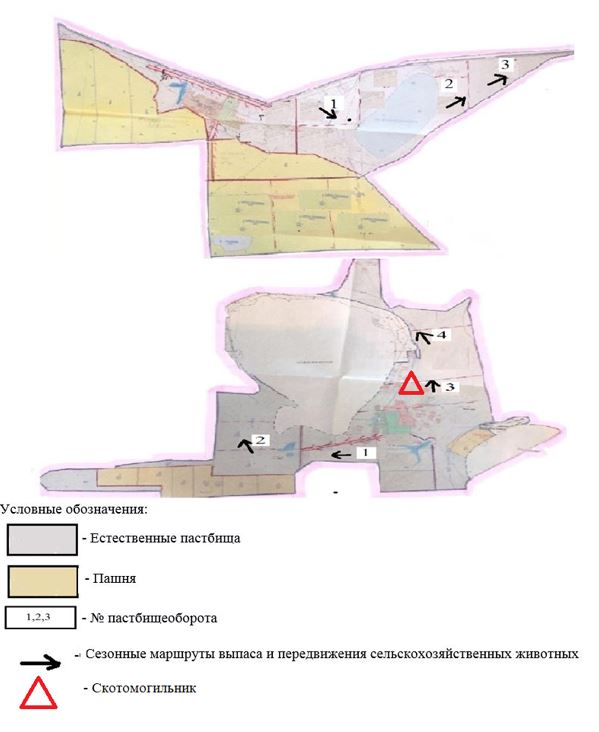 1
2
3
4
3
2
1
Условные обозначения:
- Естественные пастбища
- Пашня
1,2,3 - № пастбищеоборота
- Сезонные маршруты выпаса и передвижения сельскохозяйственных животных
- Скотомогильник